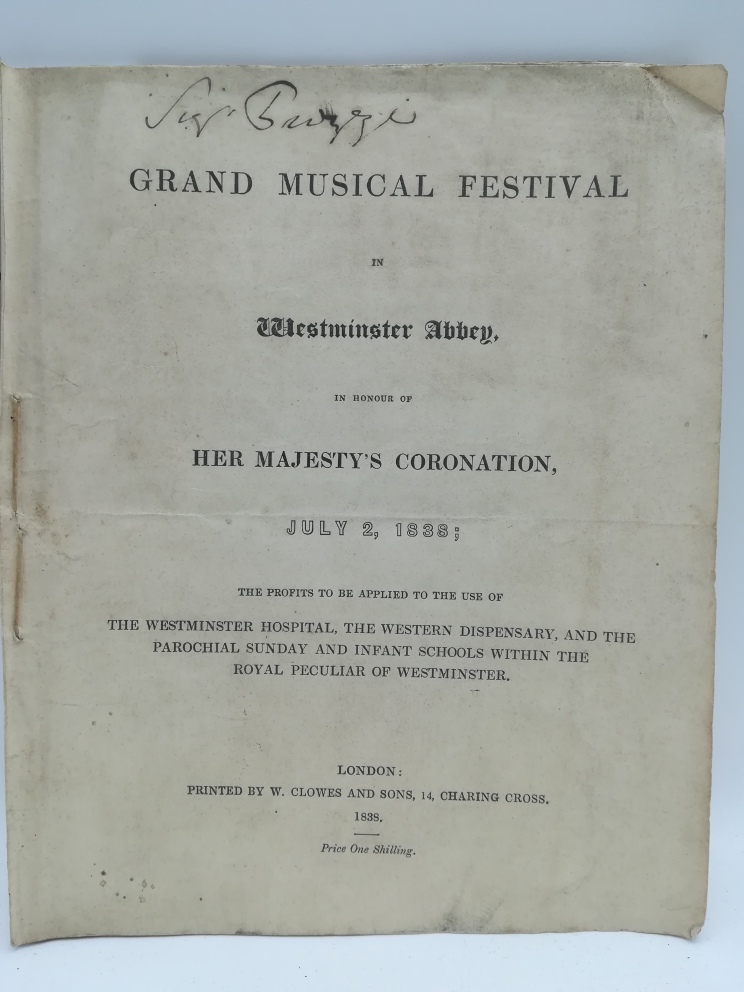 Sigr Puzzi
GRAND MUSICAL FESTIVAL
IN
Westminster Abbey,
IN HONOUR OF
HER MAJESTY'S CORONATION,
JULY 2, 1838;
THE PROFITS TO BE APPLIED TO THE USE OF
THE WESTMINSTER HOSPITAL, THE WESTERN DISPENSARY, AND THE
PAROCHIAL SUNDAY AND INFANT SCHOOLS WITHIN THE
ROYAL PECULIAR OF WESTMINSTER.
LONDON:
PRINTED BY W. CLOWES AND SONS, 14, CHARING CROSS.
1838.
Price One Shilling.